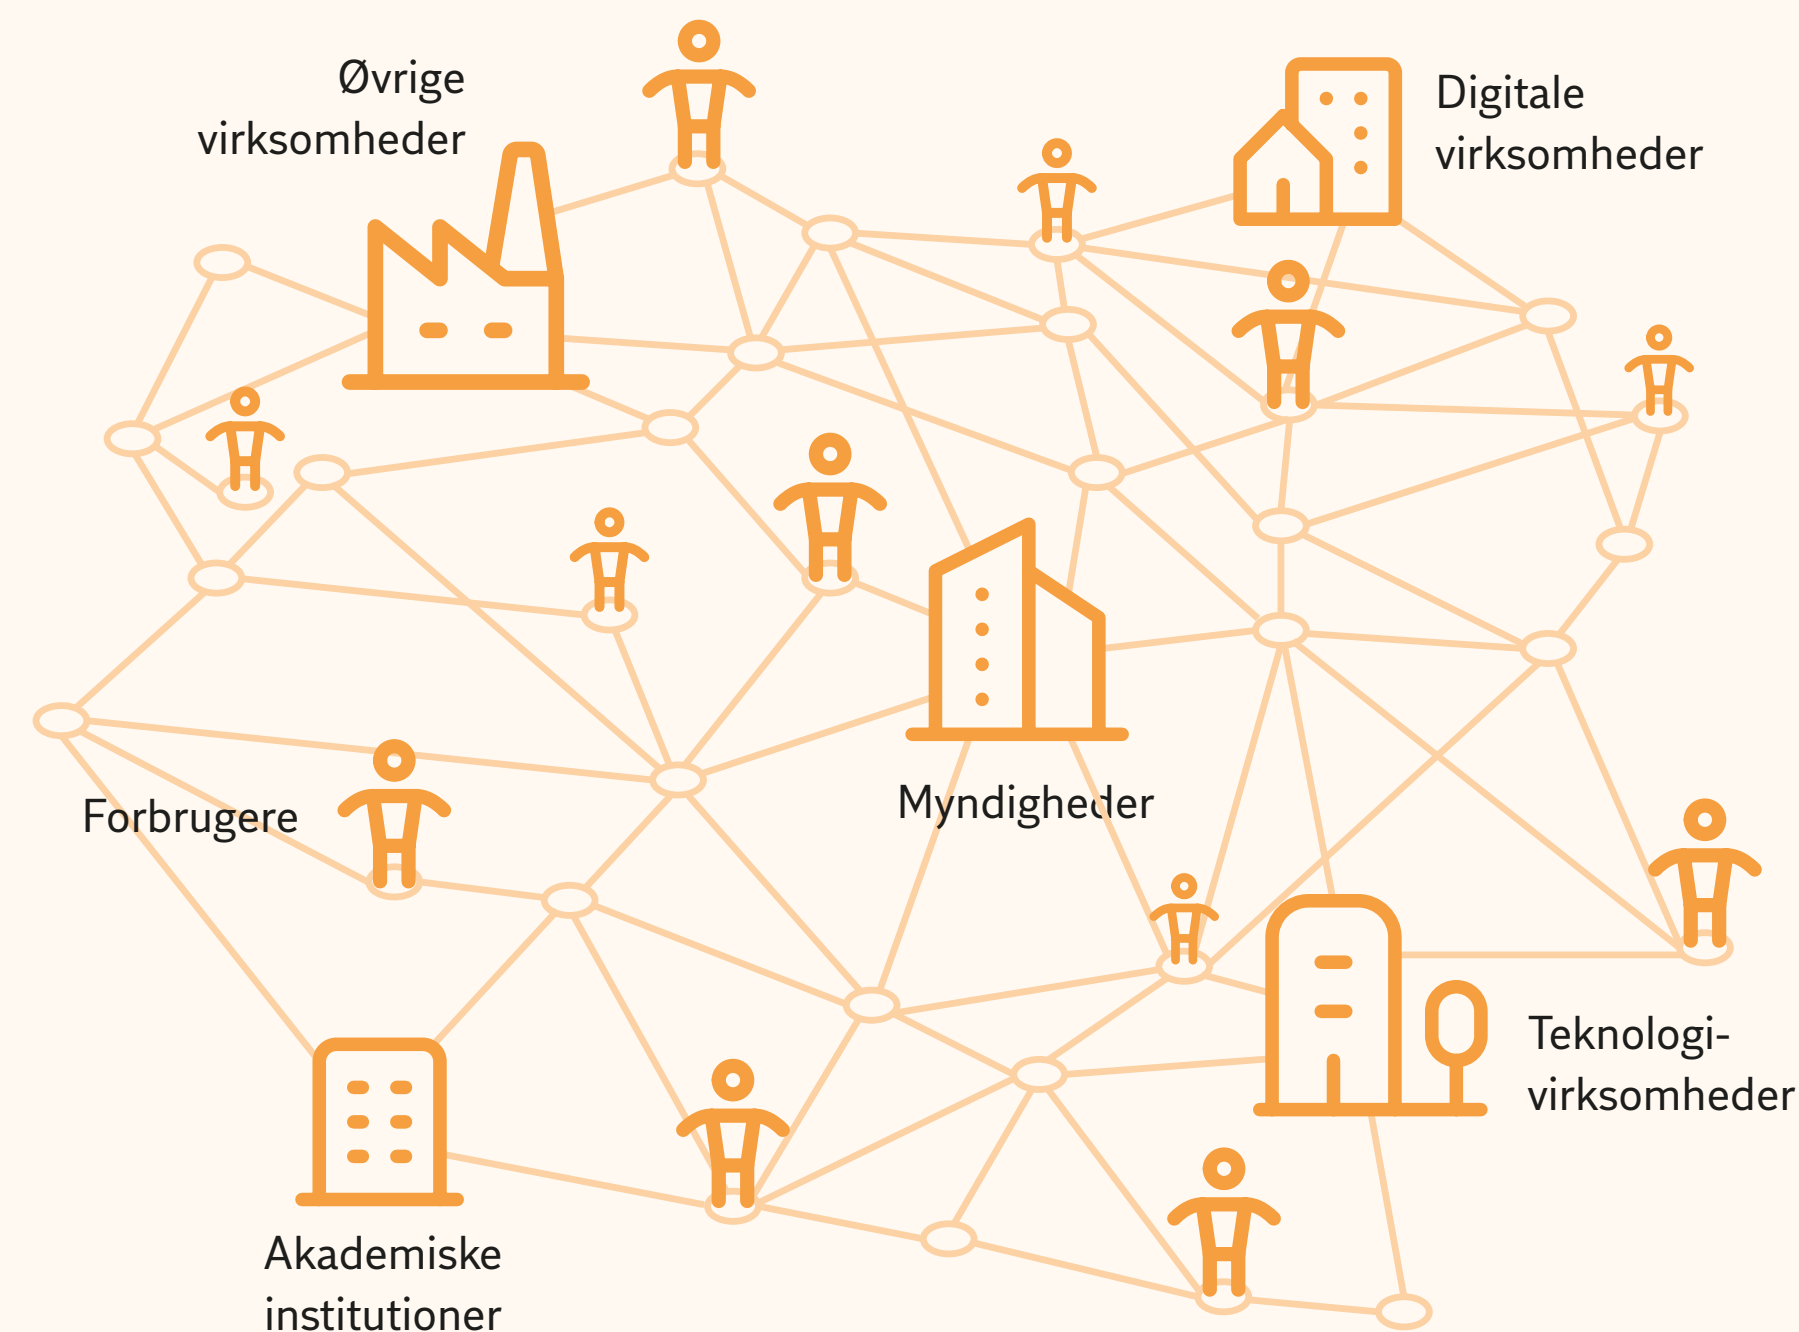 Øvrige
virksomheder
Digitale
virksomheder
Forbrugere
Myndigheder
Teknologi-
virksomheder
Akademiske
institutioner